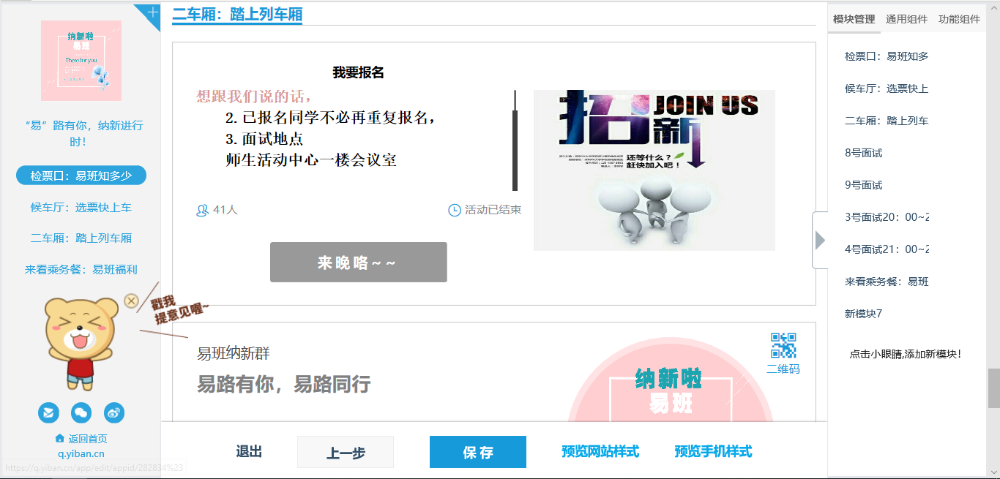 纳新啦
易班
There for you
“易”路有你，纳新进行
时！
检票口：易班知多少
候车厅：选票快上车
二车厢：踏上列车厢
来看乘务餐：易班福利
戳我
提意见喔~
返回首页
q.yiban.cn
https://q.yiban.cn/app/edit/appid/282834%23
二车厢：踏上列车厢
我要报名
想跟我们说的话，
2.已报名同学不必再重复报名，
3.面试地点
师生活动中心一楼会议室
41人
活动已结束
来晚咯~~
招新
JOIN US
还等什么？
赶快加入吧！
易班纳新群
易路有你，易路同行
二维码
纳新啦
易班
退出
上一步
保存
预览网站样式
预览手机样式
模块管理
通用组件
功能组件
检票口：易班知多
候车厅：选票快上
二车厢：踏上列车
8号面试
9号面试
3号面试20：00~2
4号面试21：00~2
来看乘务餐：易班
新模块7
点击小眼睛,添加新模块！